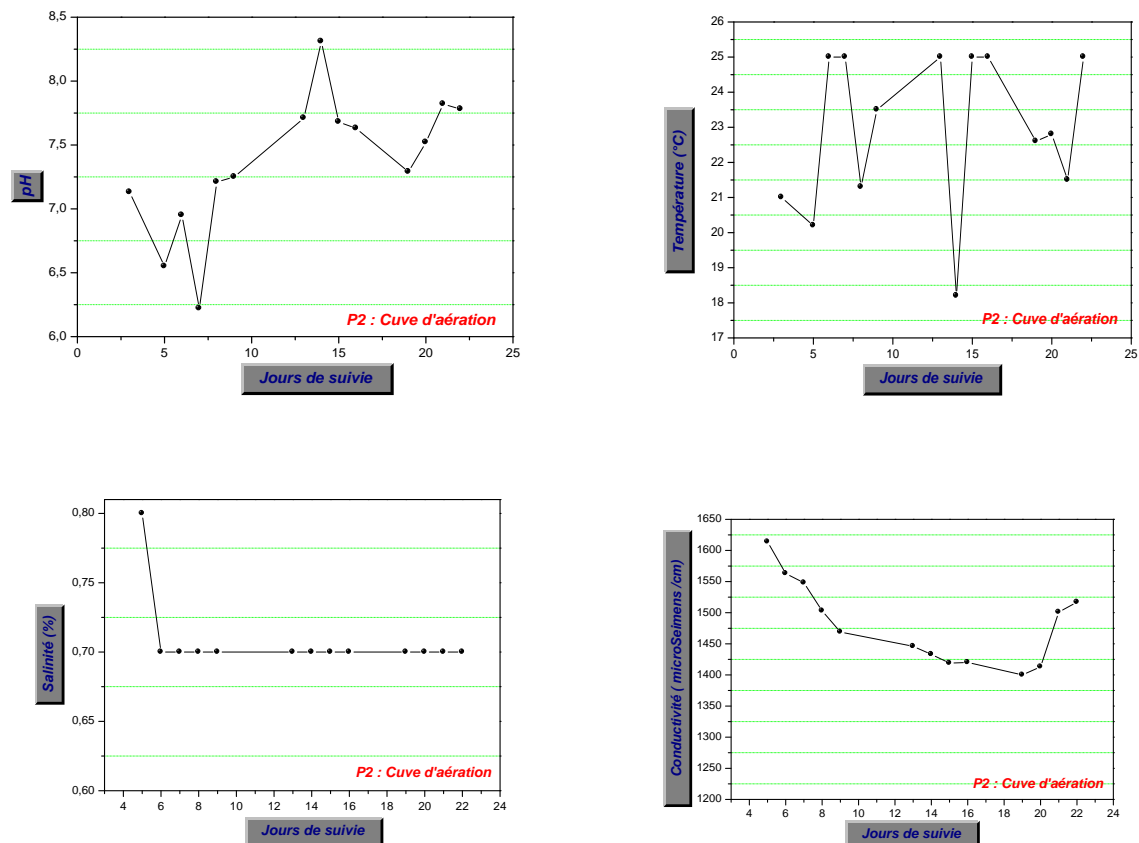 8,5
8,0
7,5
7,0
6,5
6,0
pH
0 5 10 15 20 25
P2 : Cuve d'aération
Jours de suivie
26
25
24
23
22
21
20
19
18
17
Température (°C)
0 5 10 15 20 25
P2 : Cuve d'aération
Jours de suivie
0,80
0,75
0,70
0,65
0,60
Salinité (%)
4 6 8 10 12 14 16 18 20 22 24
P2 : Cuve d'aération
Jours de suivie
1650
1600
1550
1500
1450
1400
1350
1300
1250
1200
Conductivité ( microSeimens /cm)
4 6 8 10 12 14 16 18 20 22 24
P2 : Cuve d'aération
Jours de suivie